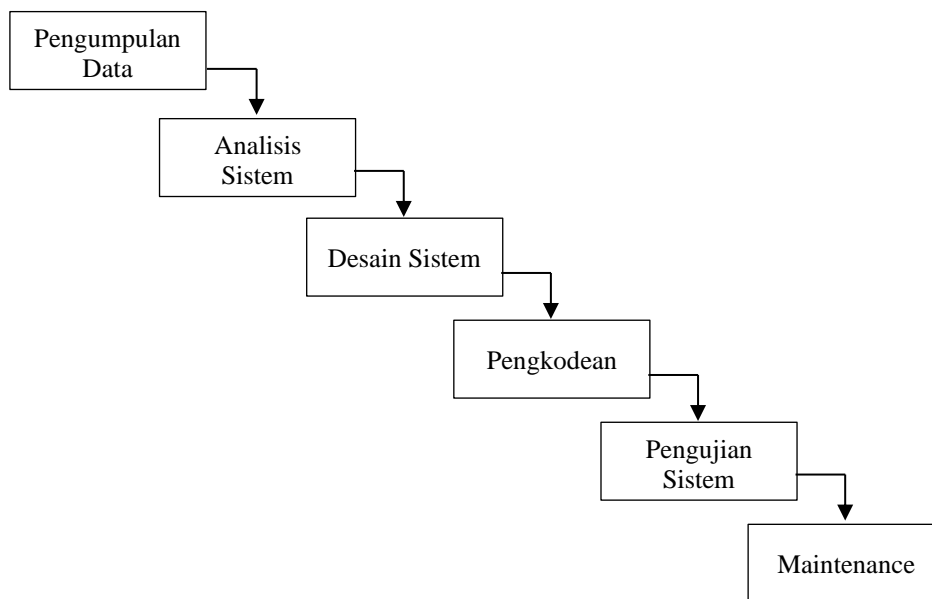 Pengumpulan
Data
Analisis
Sistem
Desain Sistem
Pengkodean
Pengujian
Sistem
Maintenance